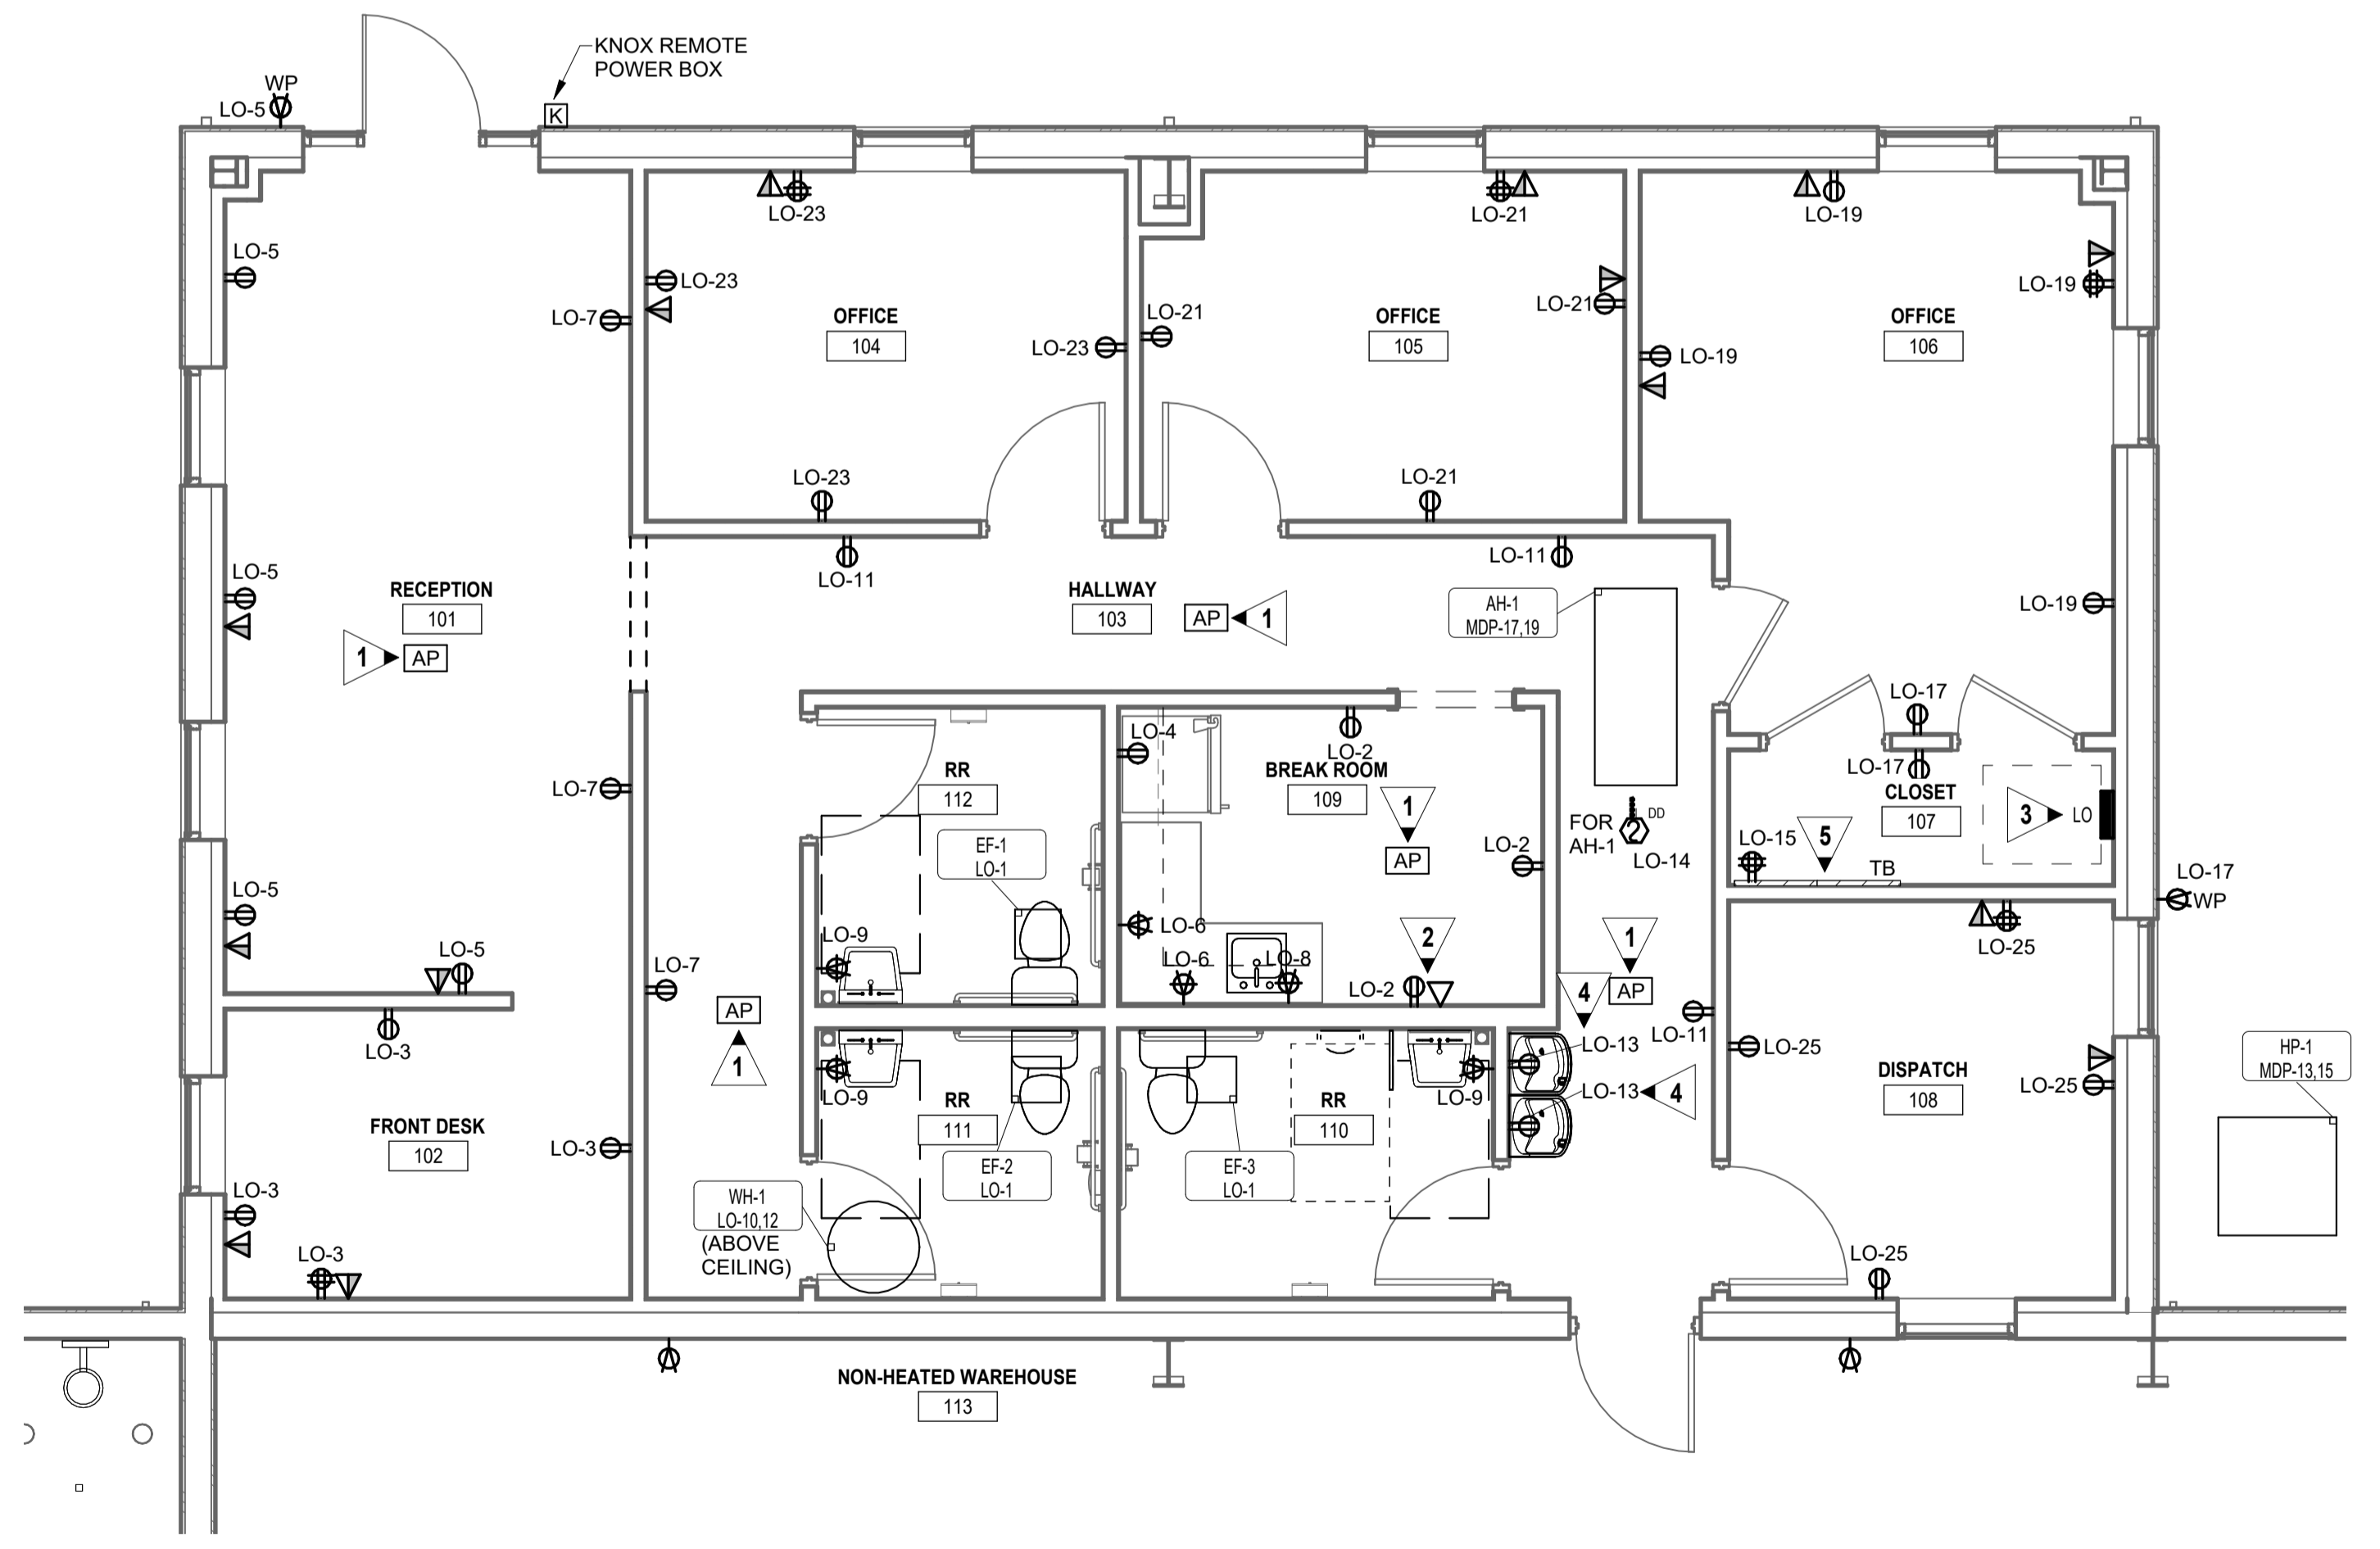 KNOX REMOTE
POWER BOX
WP
LO-5
K
LO-23
LO-21
LO-19
LO-5
LO-23
LO-7
OFFICE
104
LO-23
LO-21
OFFICE
105
LO-21
LO-19
OFFICE
106
LO-19
LO-23
LO-21
LO-11
LO-11
LO-5
RECEPTION
101
1
AP
HALLWAY
103
AP
1
AH-1
MDP-17,19
LO-19
LO-17
LO-17
LO-4
LO-2
BREAK ROOM
109
1
AP
LO-7
RR
112
EF-1
LO-1
LO-2
FOR
AH-1
2
DD
LO-14
CLOSET
107
3
LO
LO-15
5
TB
LO-17
WP
LO-5
LO-5
LO-7
LO-9
LO-6
LO-6
LO-8
2
LO-2
1
AP
4
LO-25
LO-3
AP
1
LO-9
RR
111
EF-2
LO-1
RR
110
EF-3
LO-1
LO-9
LO-13
LO-13
4
LO-11
LO-25
DISPATCH
108
LO-25
HP-1
MDP-13,15
FRONT DESK
102
LO-3
LO-3
LO-3
WH-1
LO-10,12
(ABOVE
CEILING)
LO-25
NON-HEATED WAREHOUSE
113